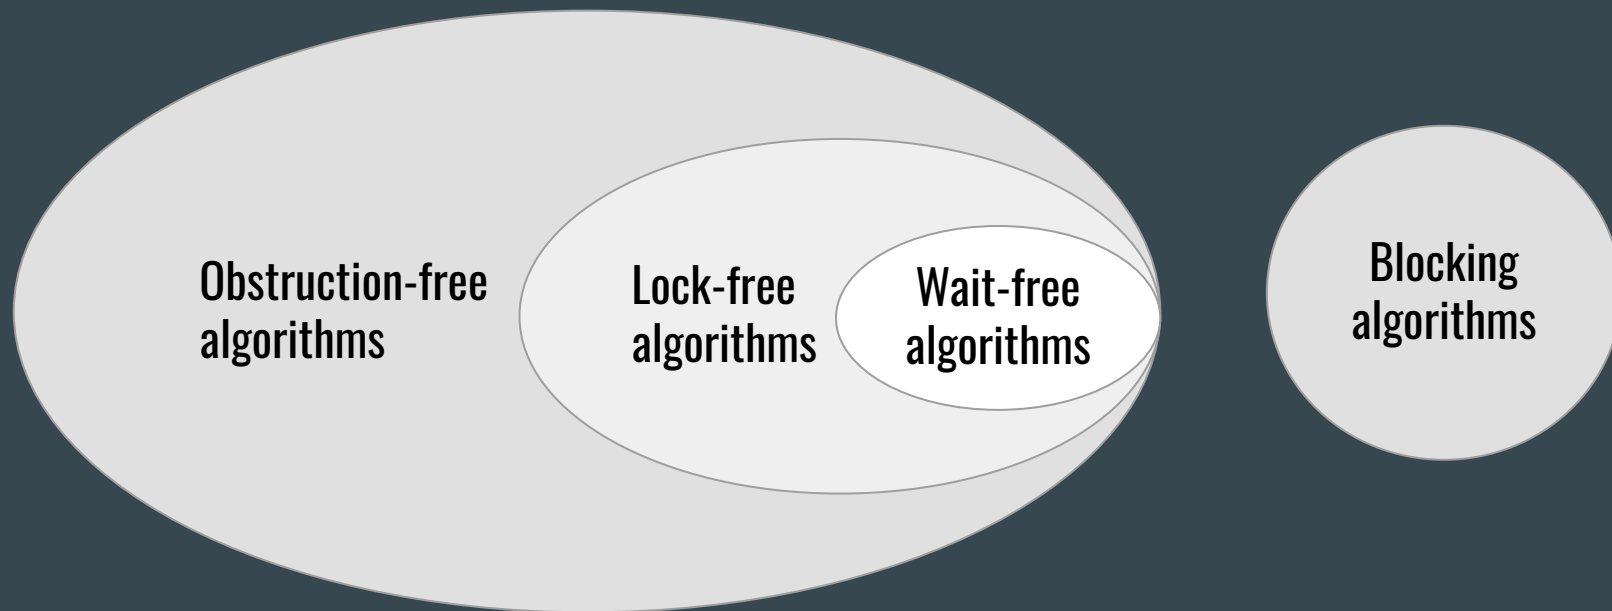 Obstruction-free
algorithms
Lock-free
algorithms
Wait-free
algorithms
Blocking
algorithms